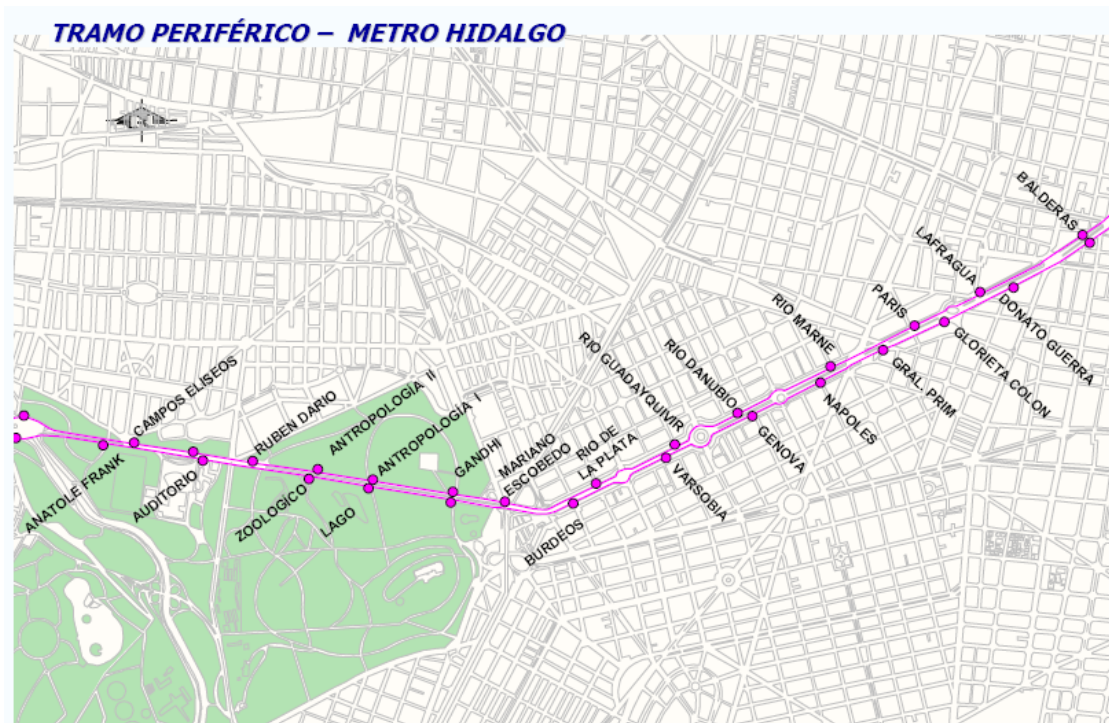 TRAMO PERIFÉRICO – METRO HIDALGO
BALDERAS
LAFRAGUA
DONATO GUERRA
PARIS
GLORIETA COLON
RIO MARNE
GRAL. PRIM
RIO DANUBIO
NAPOLES
RIO GUADAYQUIVIR
GENOVA
CAMPOS ELISEOS
RUBEN DARIO
ANTROPOLOGÍA II
ANTROPOLOGÍA I
GANDHI
MARIANO
ESCOBEDO
RIO DE
LA PLATA
VARSOBIA
ANATOLE FRANK
AUDITORIO
ZOOLOGICO
LAGO
BURDEOS